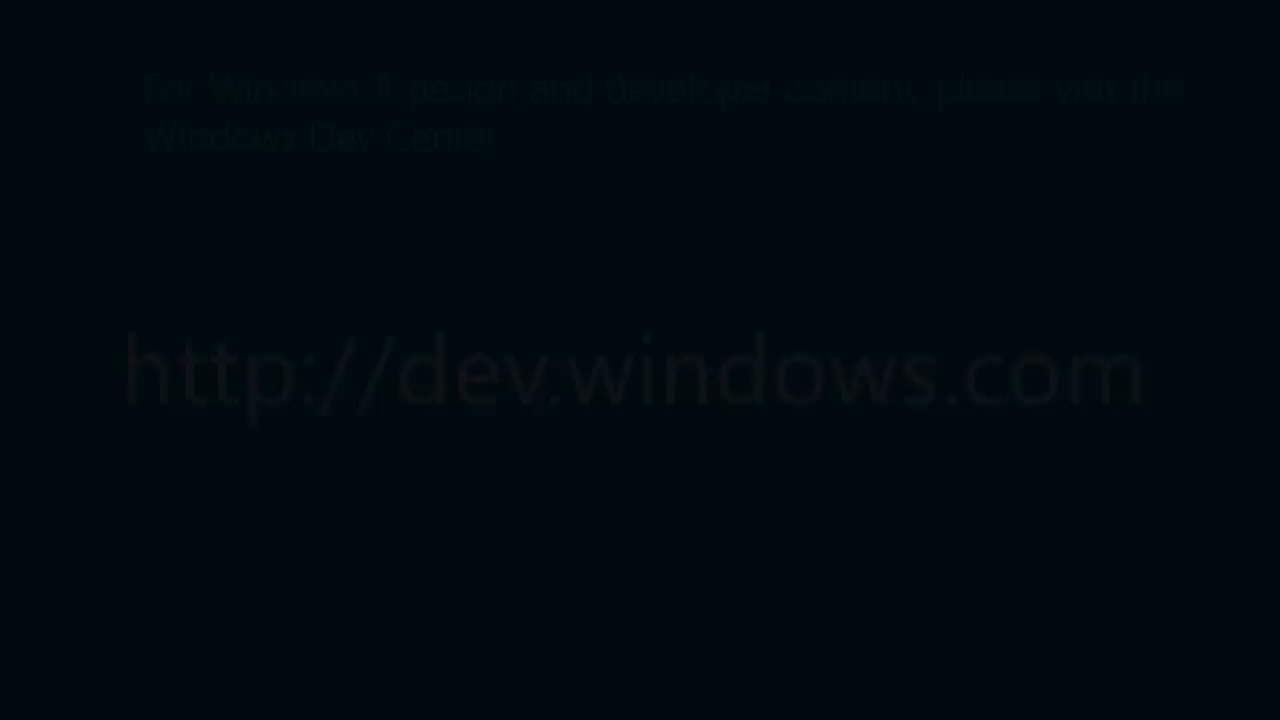 For Windows 8 design and developer content, please visit the
Windows Dev Center
http://dev.windows.com